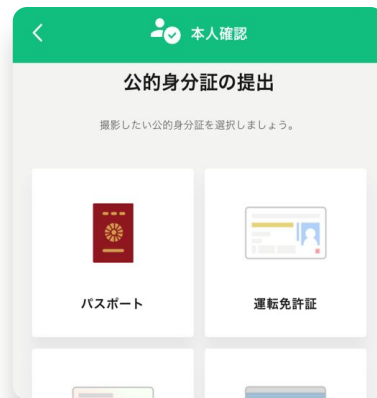 本人確認
公的身分証の提出
撮影したい公的身分証を選択しましょう。
パスポート
運転免許証